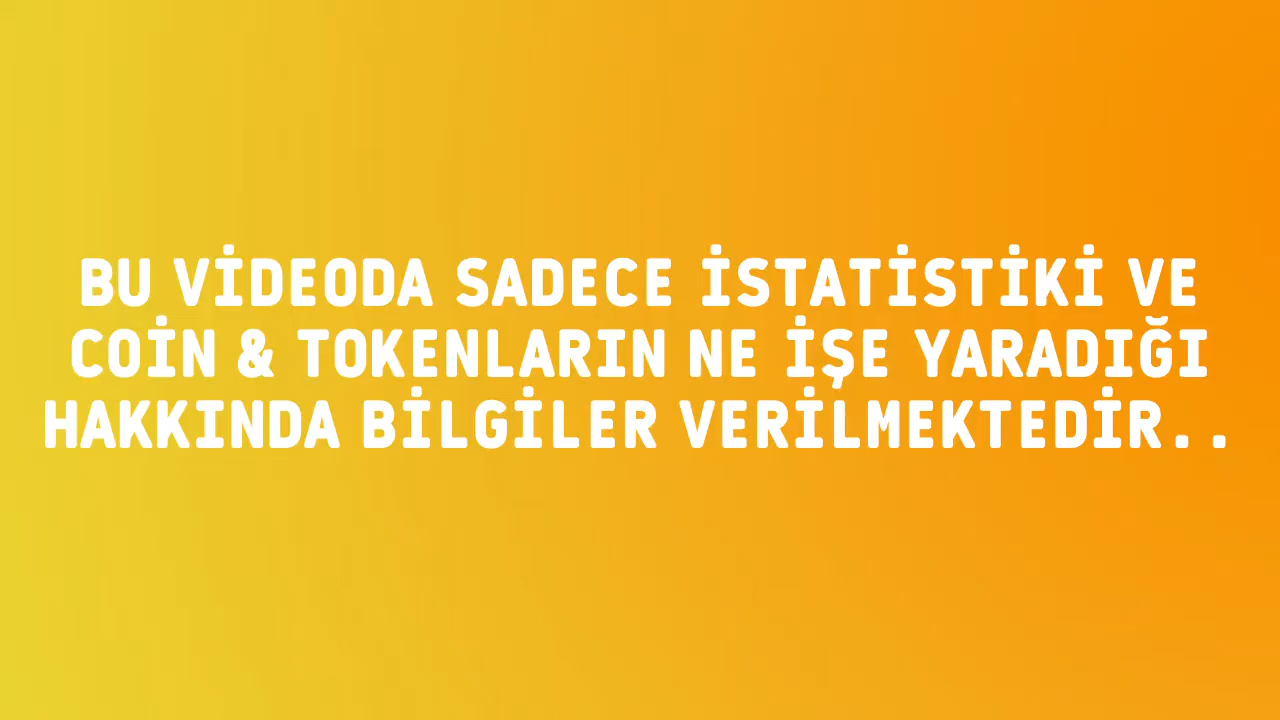 BU VİDEODA SADECE İSTATİSTİKİ VE
COİN & TOKENLARIN NE İŞE YARADIĞI
HAKKINDA BİLGİLER VERİLMEKTEDİR..